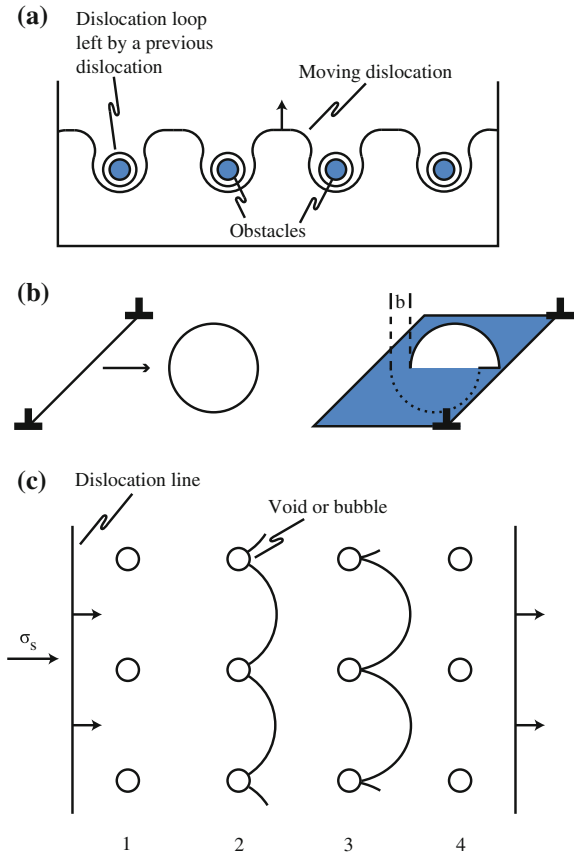 (a)
Dislocation loop
left by a previous
dislocation
Moving dislocation
Obstacles
(b)
b
(c)
Dislocation line
Void or bubble
σs
1 2 3 4